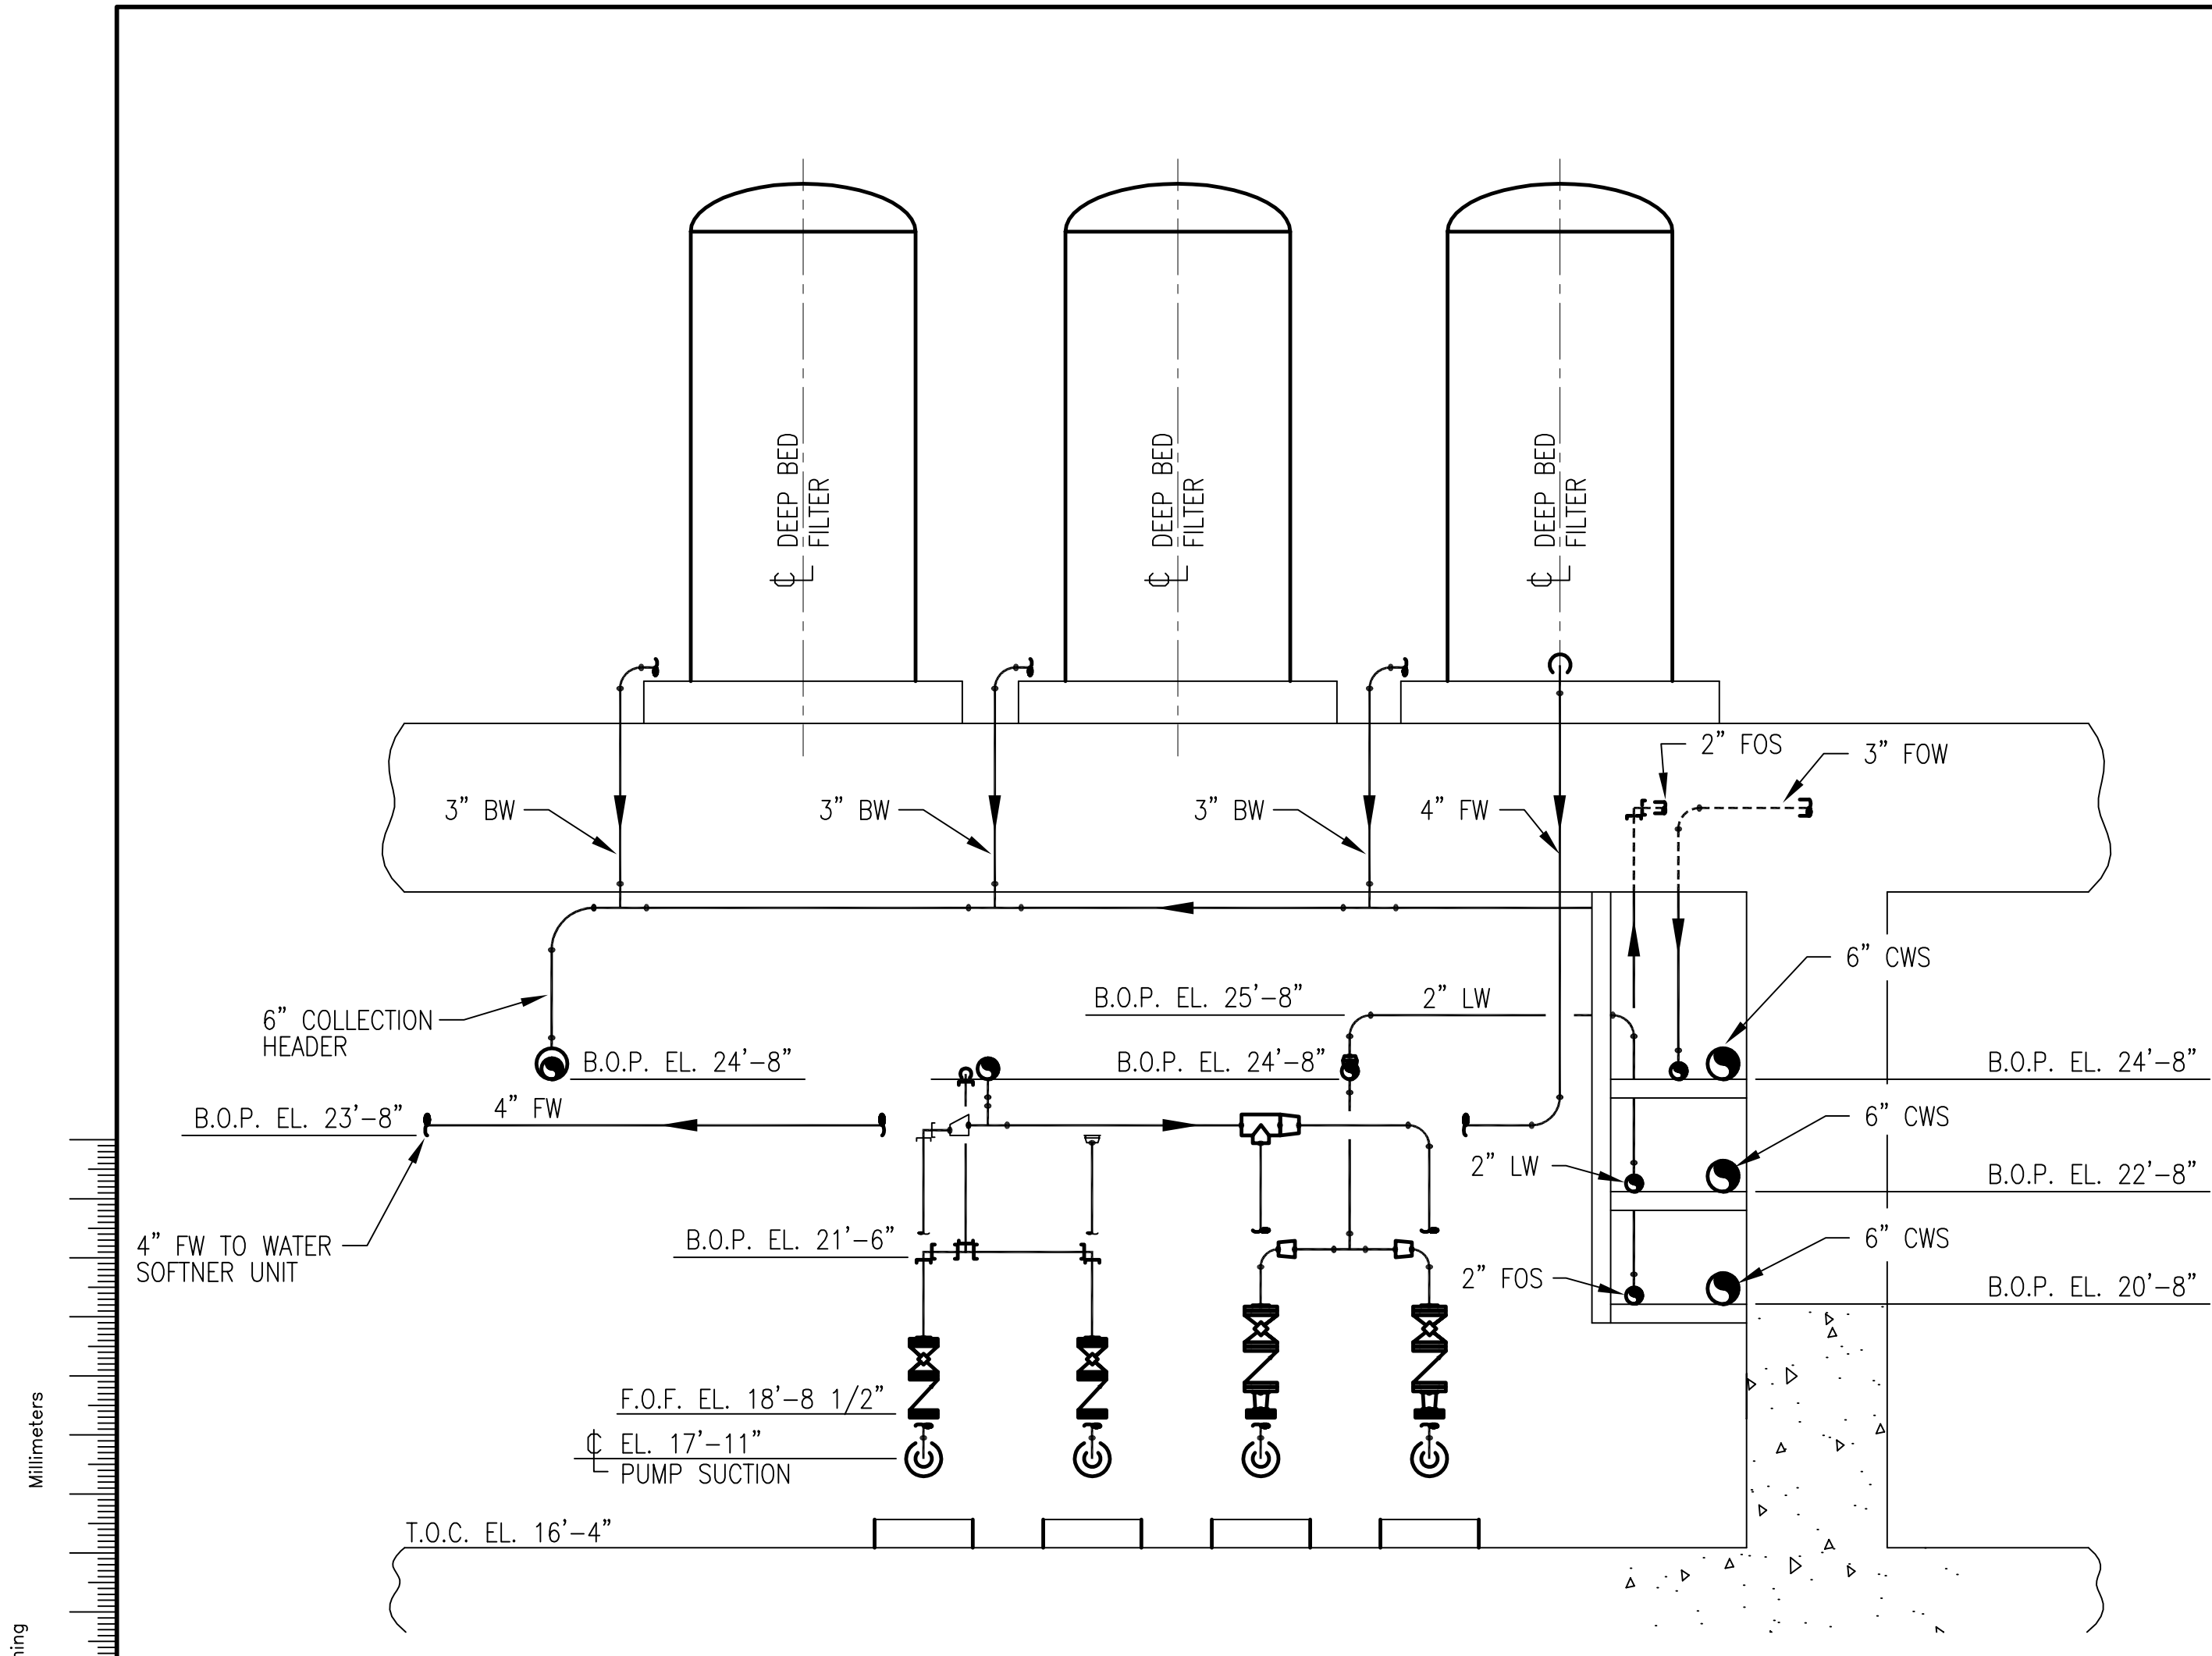 DEEP BED
FILTER
DEEP BED
FILTER
DEEP BED
FILTER
2” FOS
3” FOW
3” BW
3” BW
3” BW
4” FW
6” CWS
B.O.P. EL. 25’-8”
2” LW
6” COLLECTION
HEADER
B.O.P. EL. 24’-8”
B.O.P. EL. 24’-8”
B.O.P. EL. 24’-8”
B.O.P. EL. 23’-8”
4” FW
6” CWS
2” LW
B.O.P. EL. 22’-8”
4” FW TO WATER
SOFTNER UNIT
B.O.P. EL. 21’-6”
6” CWS
2” FOS
B.O.P. EL. 20’-8”
F.O.F. EL. 18’-8 1/2”
℄ EL. 17’-11”
PUMP SUCTION
T.O.C. EL. 16’-4”
Millimeters